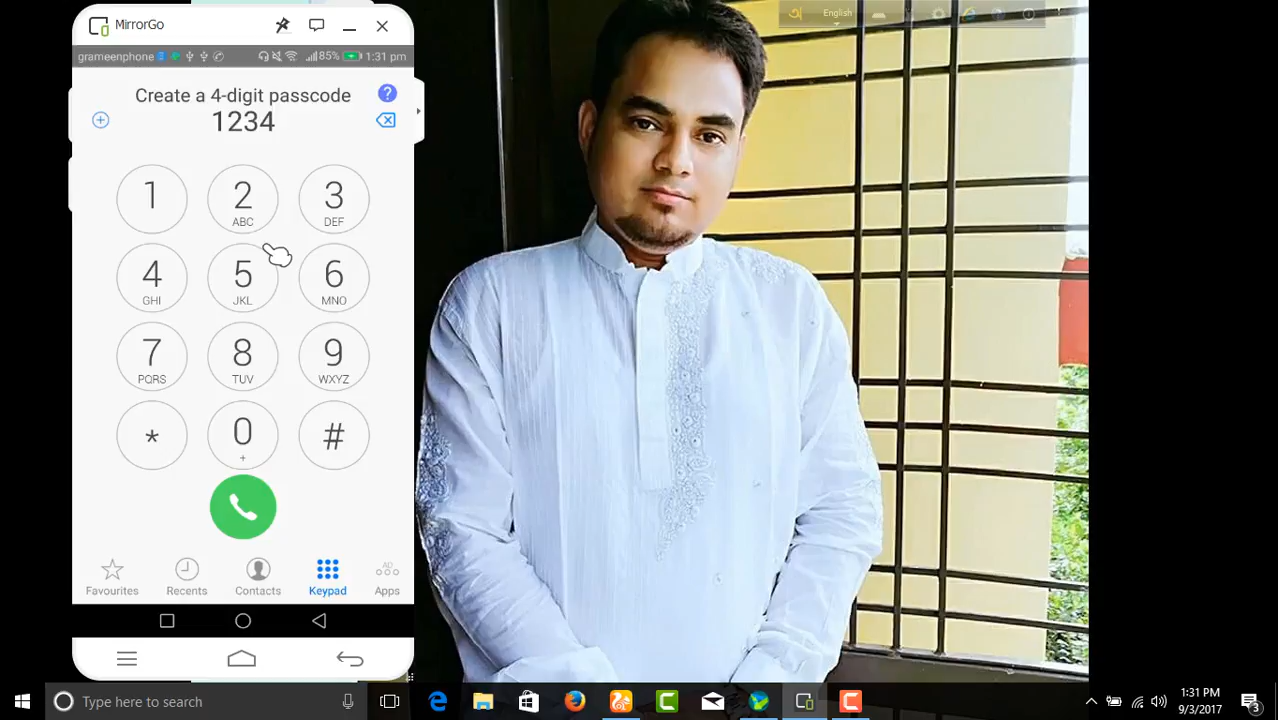 MirrorGo
grameenphone 85% 1:31 pm
Create a 4-digit passcode
1234
1
2
ABC
3
DEF
4
GHI
5
JKL
6
MNO
7
PQRS
8
TUV
9
WXYZ
*
0
+
#
Favourites
Recents
Contacts
Keypad
AD
Apps
অ English
Type here to search
1:31 PM
9/3/2017
3